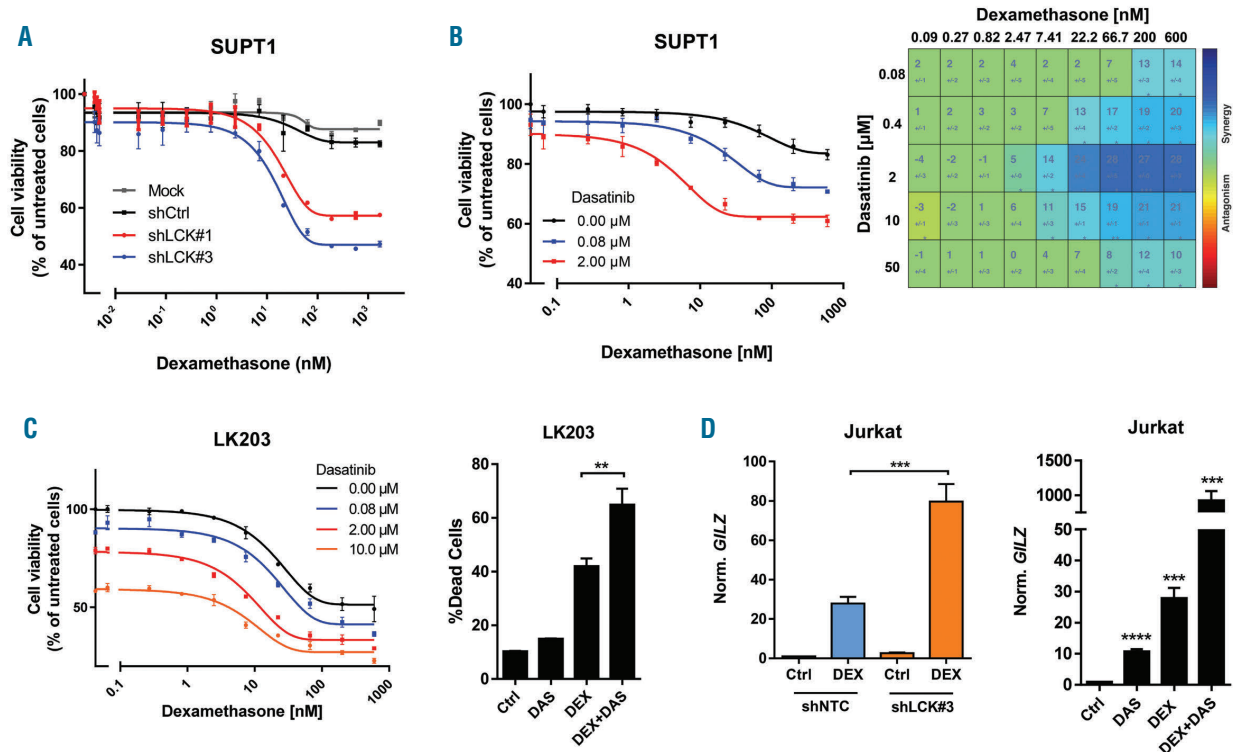 A
SUPT1
100
80
60
40
Cell viability
(% of untreated cells)
Mock
shCtrl
shLCK#1
shLCK#3
10-2 10-1 100 101 102 103
Dexamethasone (nM)
B
SUPT1
120
100
80
60
40
Cell viability
(% of untreated cells)
Dasatinib
0.00 µM
0.08 µM
2.00 µM
0.1 1 10 100 1000
Dexamethasone [nM]
Dexamethasone [nM]
0.09 0.27 0.82 2.47 7.41 22.2 66.7 200 600
Dasatinib [µM]
0.08 2 2 2 4 2 2 7 13 14
0.4 1 2 3 3 7 13 17 19 20
2 -4 -2 -1 5 14 28 27
10 -3 -2 1 6 11 15 19 21 21
50 -1 1 1 0 4 7 8 12 10
Synergy
Antagonism
C
LK203
Dasatinib
0.00 µM
0.08 µM
2.00 µM
10.0 µM
100
50
Cell viability
(% of untreated cells)
0.1 1 10 100 1000
Dexamethasone [nM]
LK203
80
60
40
20
0
%Dead Cells
**
Ctrl DAS DEX DEX+DAS
D
Jurkat
100
80
60
40
20
0
Norm. GILZ
***
Ctrl DEX Ctrl DEX
shNTC shLCK#3
Jurkat
1500
1000
50
40
30
20
10
0
Norm. GILZ
****
***
***
Ctrl DAS DEX DEX+DAS